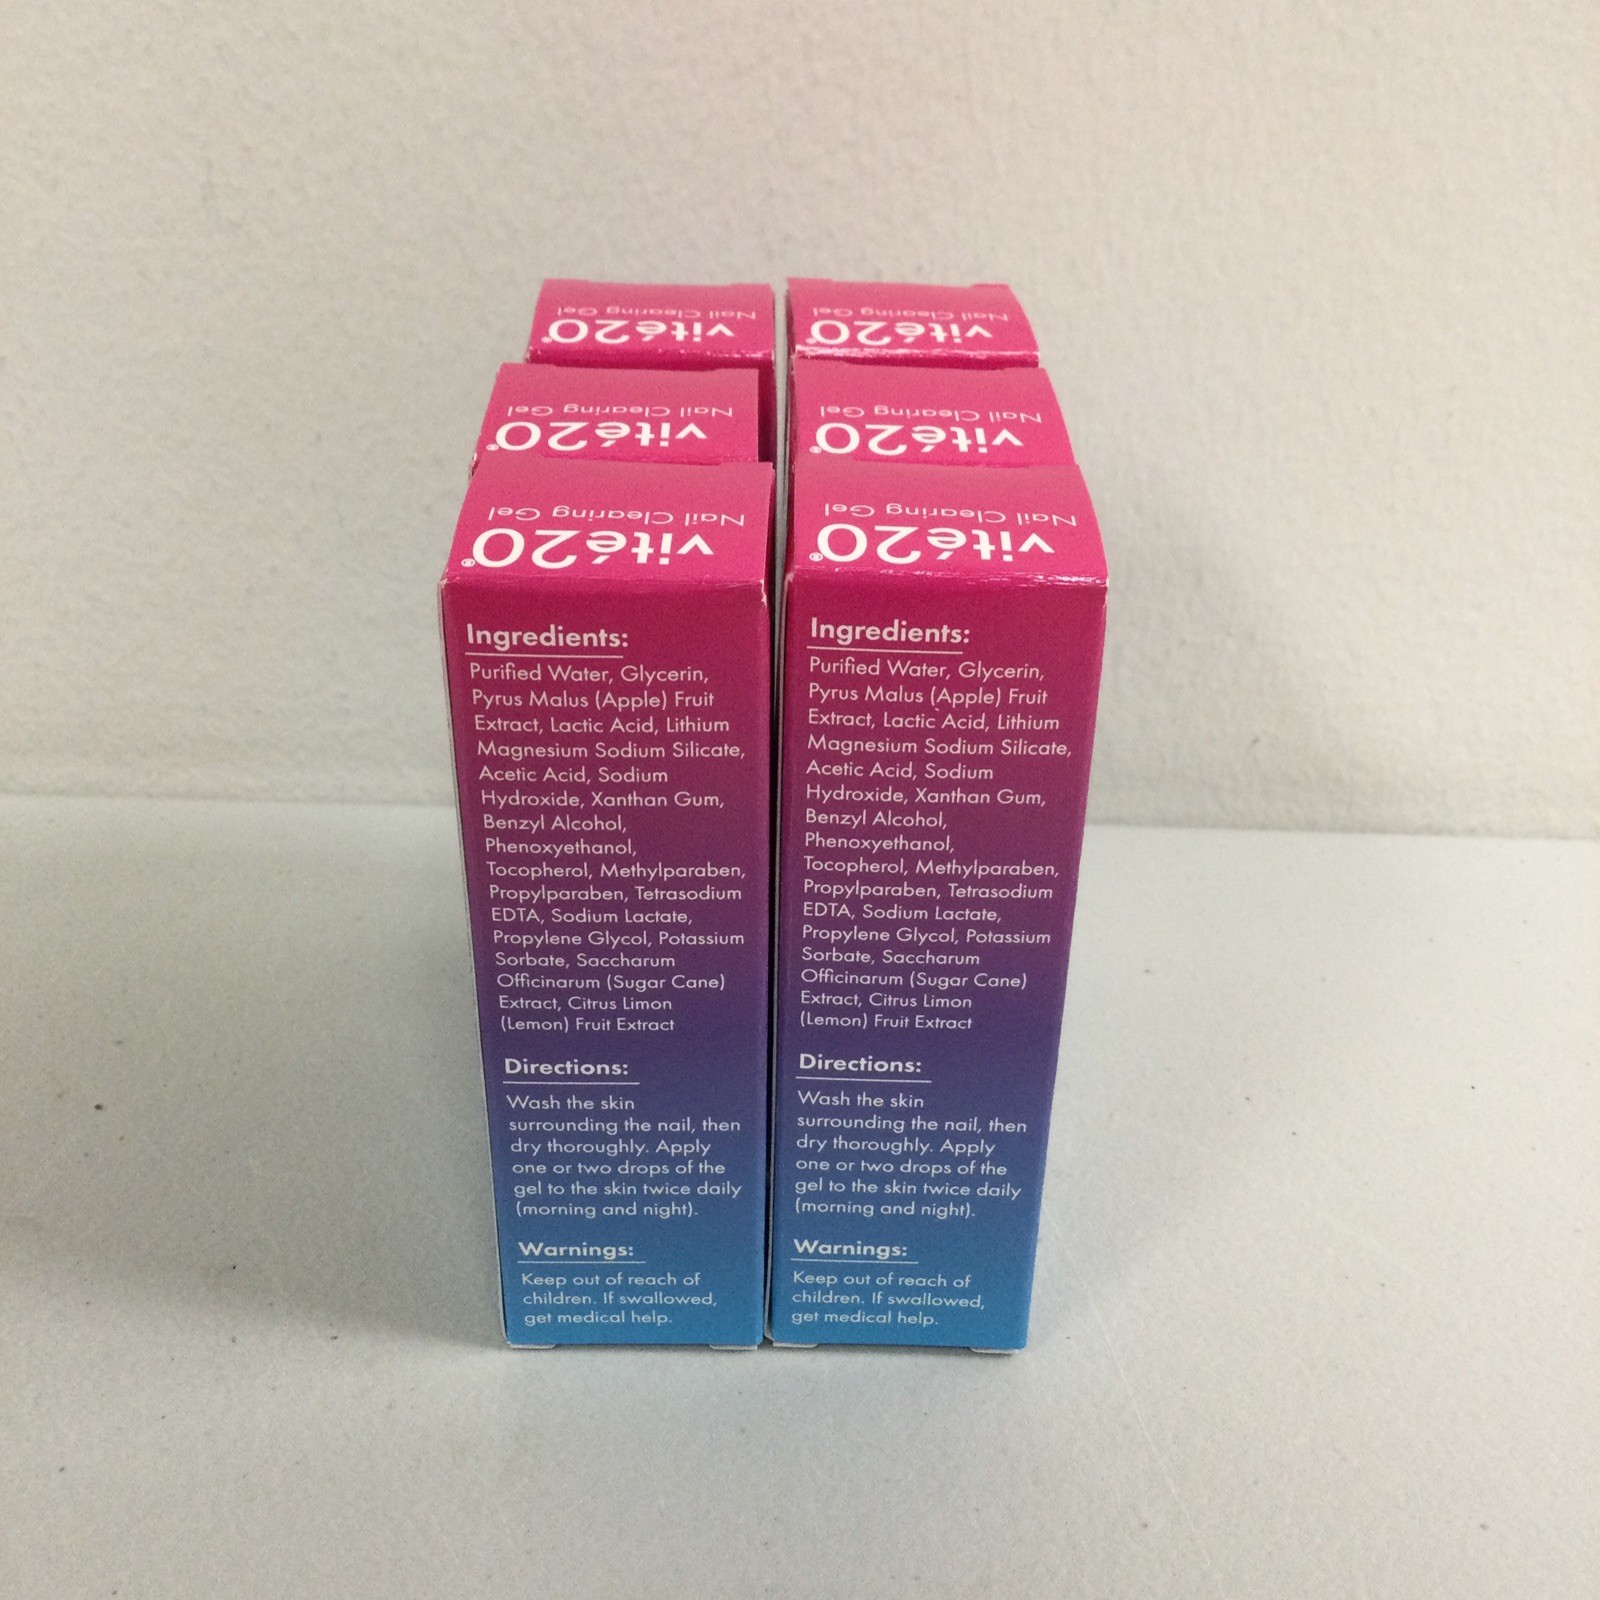 Nail Clearing Gel
vité20®
Nail Clearing Gel
vité20®
Nail Clearing Gel
vité20®
Nail Clearing Gel
vité20®
Nail Clearing Gel
vité20®
Nail Clearing Gel
vité20®
Ingredients:
Purified Water, Glycerin,
Pyrus Malus (Apple) Fruit
Extract, Lactic Acid, Lithium
Magnesium Sodium Silicate,
Acetic Acid, Sodium
Hydroxide, Xanthan Gum,
Benzyl Alcohol,
Phenoxyethanol,
Tocopherol, Methylparaben,
Propylparaben, Tetrasodium
EDTA, Sodium Lactate,
Propylene Glycol, Potassium
Sorbate, Saccharum
Officinarum (Sugar Cane)
Extract, Citrus Limon
(Lemon) Fruit Extract
Directions:
Wash the skin
surrounding the nail, then
dry thoroughly. Apply
one or two drops of the
gel to the skin twice daily
(morning and night).
Warnings:
Keep out of reach of
children. If swallowed,
get medical help.
Ingredients:
Purified Water, Glycerin,
Pyrus Malus (Apple) Fruit
Extract, Lactic Acid, Lithium
Magnesium Sodium Silicate,
Acetic Acid, Sodium
Hydroxide, Xanthan Gum,
Benzyl Alcohol,
Phenoxyethanol,
Tocopherol, Methylparaben,
Propylparaben, Tetrasodium
EDTA, Sodium Lactate,
Propylene Glycol, Potassium
Sorbate, Saccharum
Officinarum (Sugar Cane)
Extract, Citrus Limon
(Lemon) Fruit Extract
Directions:
Wash the skin
surrounding the nail, then
dry thoroughly. Apply
one or two drops of the
gel to the skin twice daily
(morning and night).
Warnings:
Keep out of reach of
children. If swallowed,
get medical help.